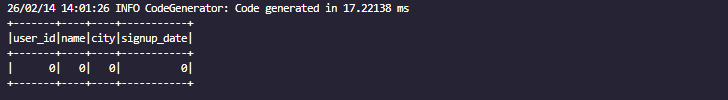 26/02/14 14:01:26 INFO CodeGenerator: Code generated in 17.22138 ms
+-------+----+----+-----------+
|user_id|name|city|signup_date|
+-------+----+----+-----------+
|      0|   0|   0|          0|
+-------+----+----+-----------+